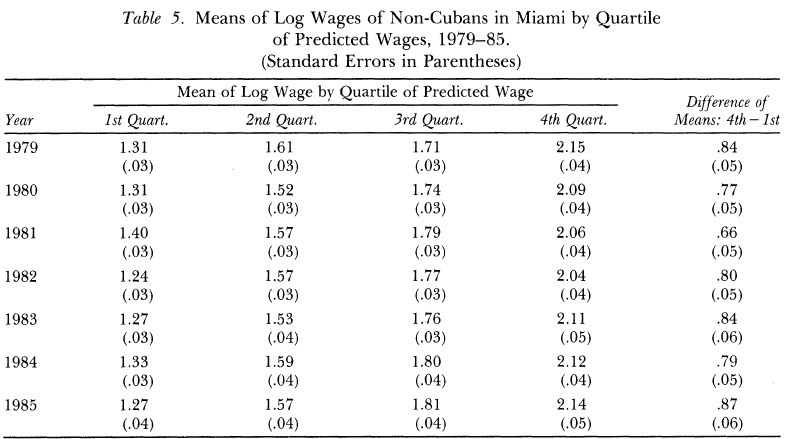 Table 5. Means of Log Wages of Non-Cubans in Miami by Quartile
of Predicted Wages, 1979–85.
(Standard Errors in Parentheses)
Mean of Log Wage by Quartile of Predicted Wage
Difference of
Year 1st Quart. 2nd Quart. 3rd Quart. 4th Quart. Means: 4th – 1st
1979 1.31 1.61 1.71 2.15 .84
(.03) (.03) (.03) (.04) (.05)
1980 1.31 1.52 1.74 2.09 .77
(.03) (.03) (.03) (.04) (.05)
1981 1.40 1.57 1.79 2.06 .66
(.03) (.03) (.03) (.04) (.05)
1982 1.24 1.57 1.77 2.04 .80
(.03) (.03) (.03) (.04) (.05)
1983 1.27 1.53 1.76 2.11 .84
(.03) (.04) (.03) (.05) (.06)
1984 1.33 1.59 1.80 2.12 .79
(.03) (.04) (.04) (.04) (.05)
1985 1.27 1.57 1.81 2.14 .87
(.04) (.04) (.04) (.05) (.06)